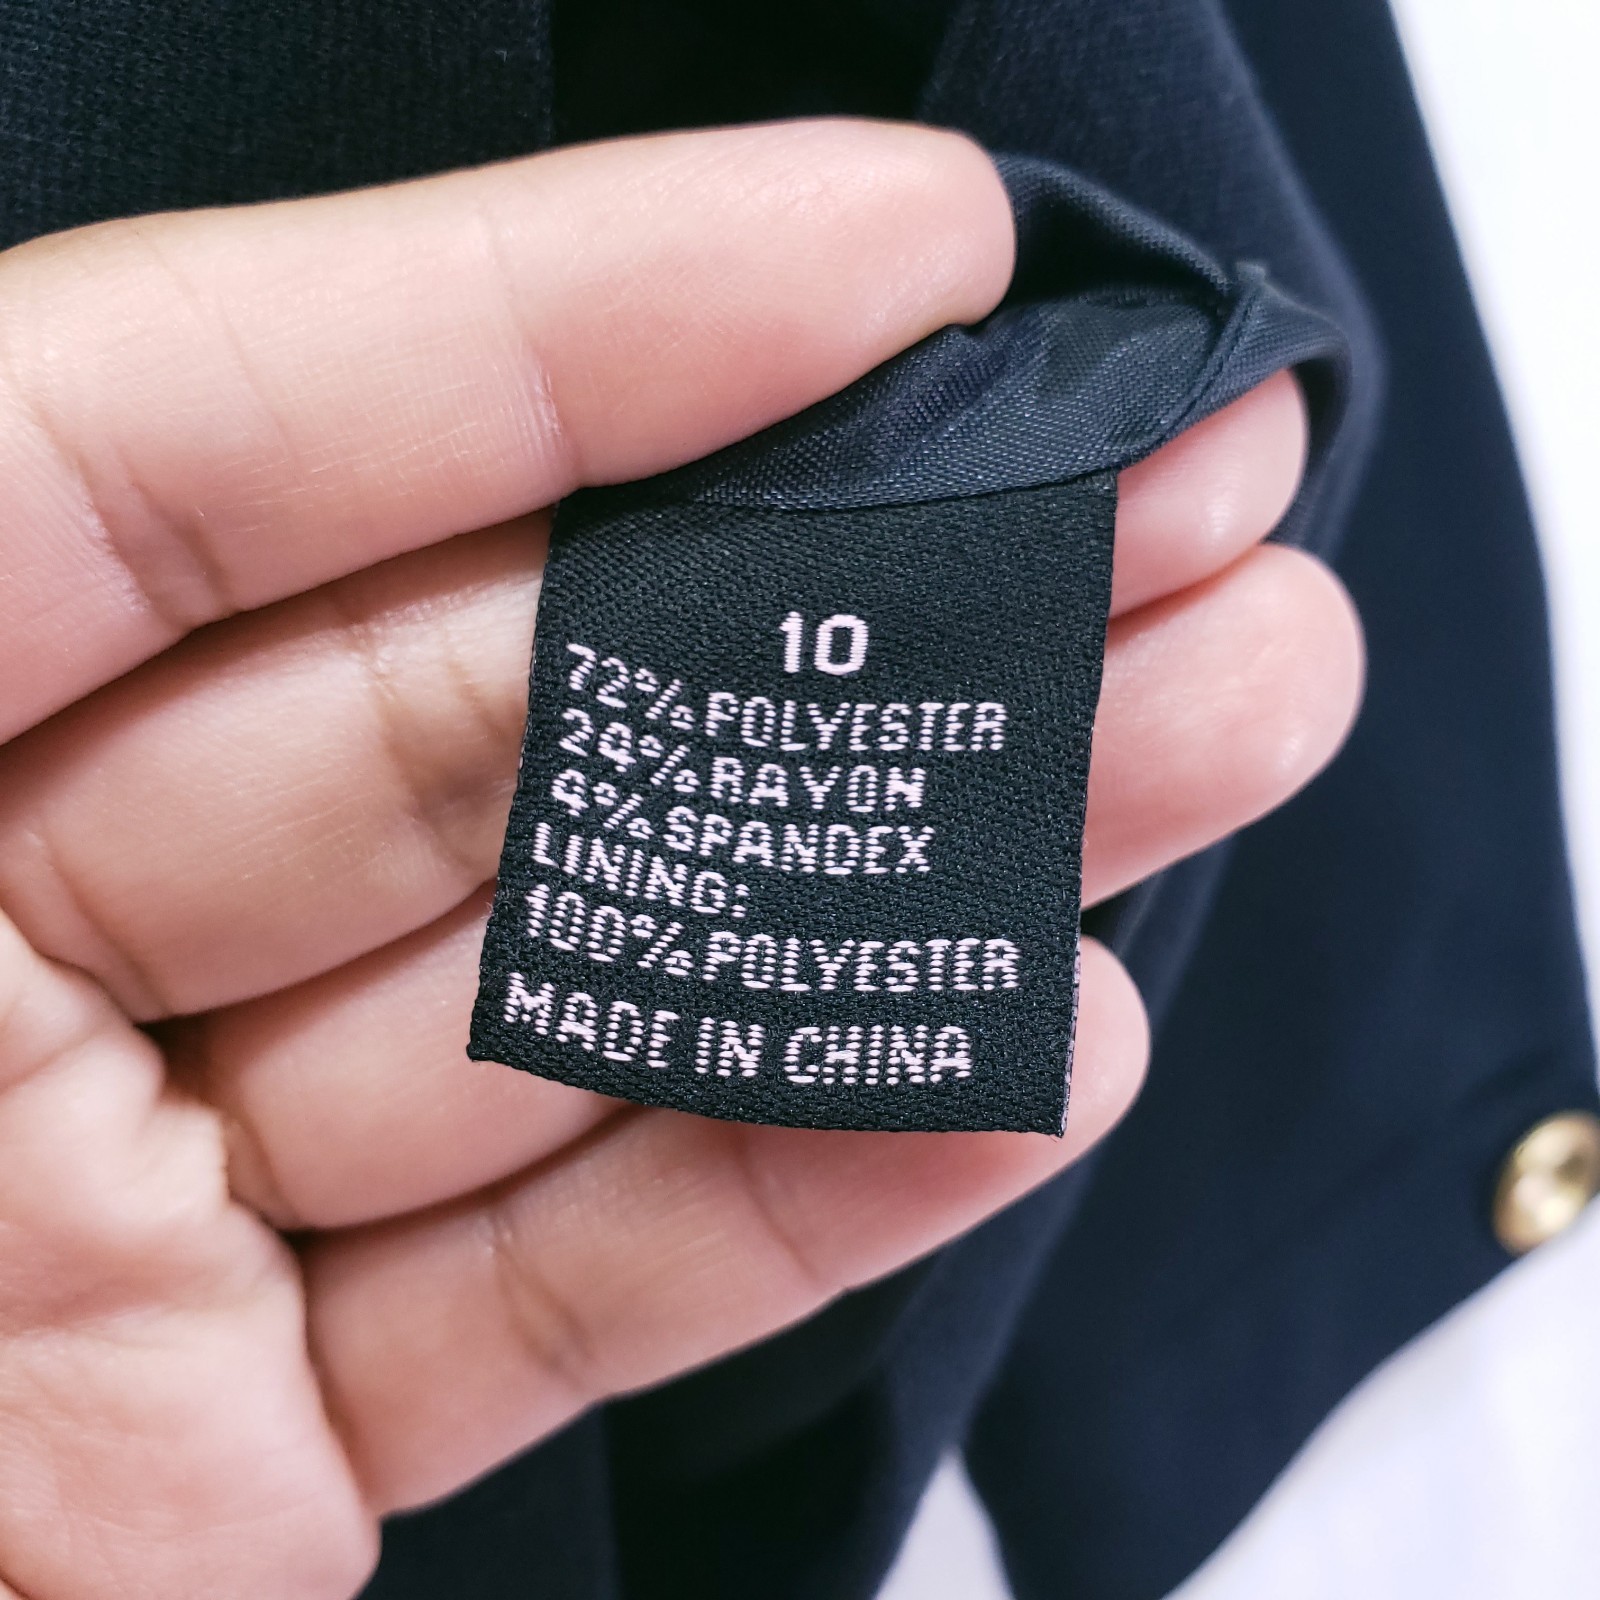 10
72% POLYESTER
24% RAYON
4% SPANDEX
LINING:
100% POLYESTER
MADE IN CHINA